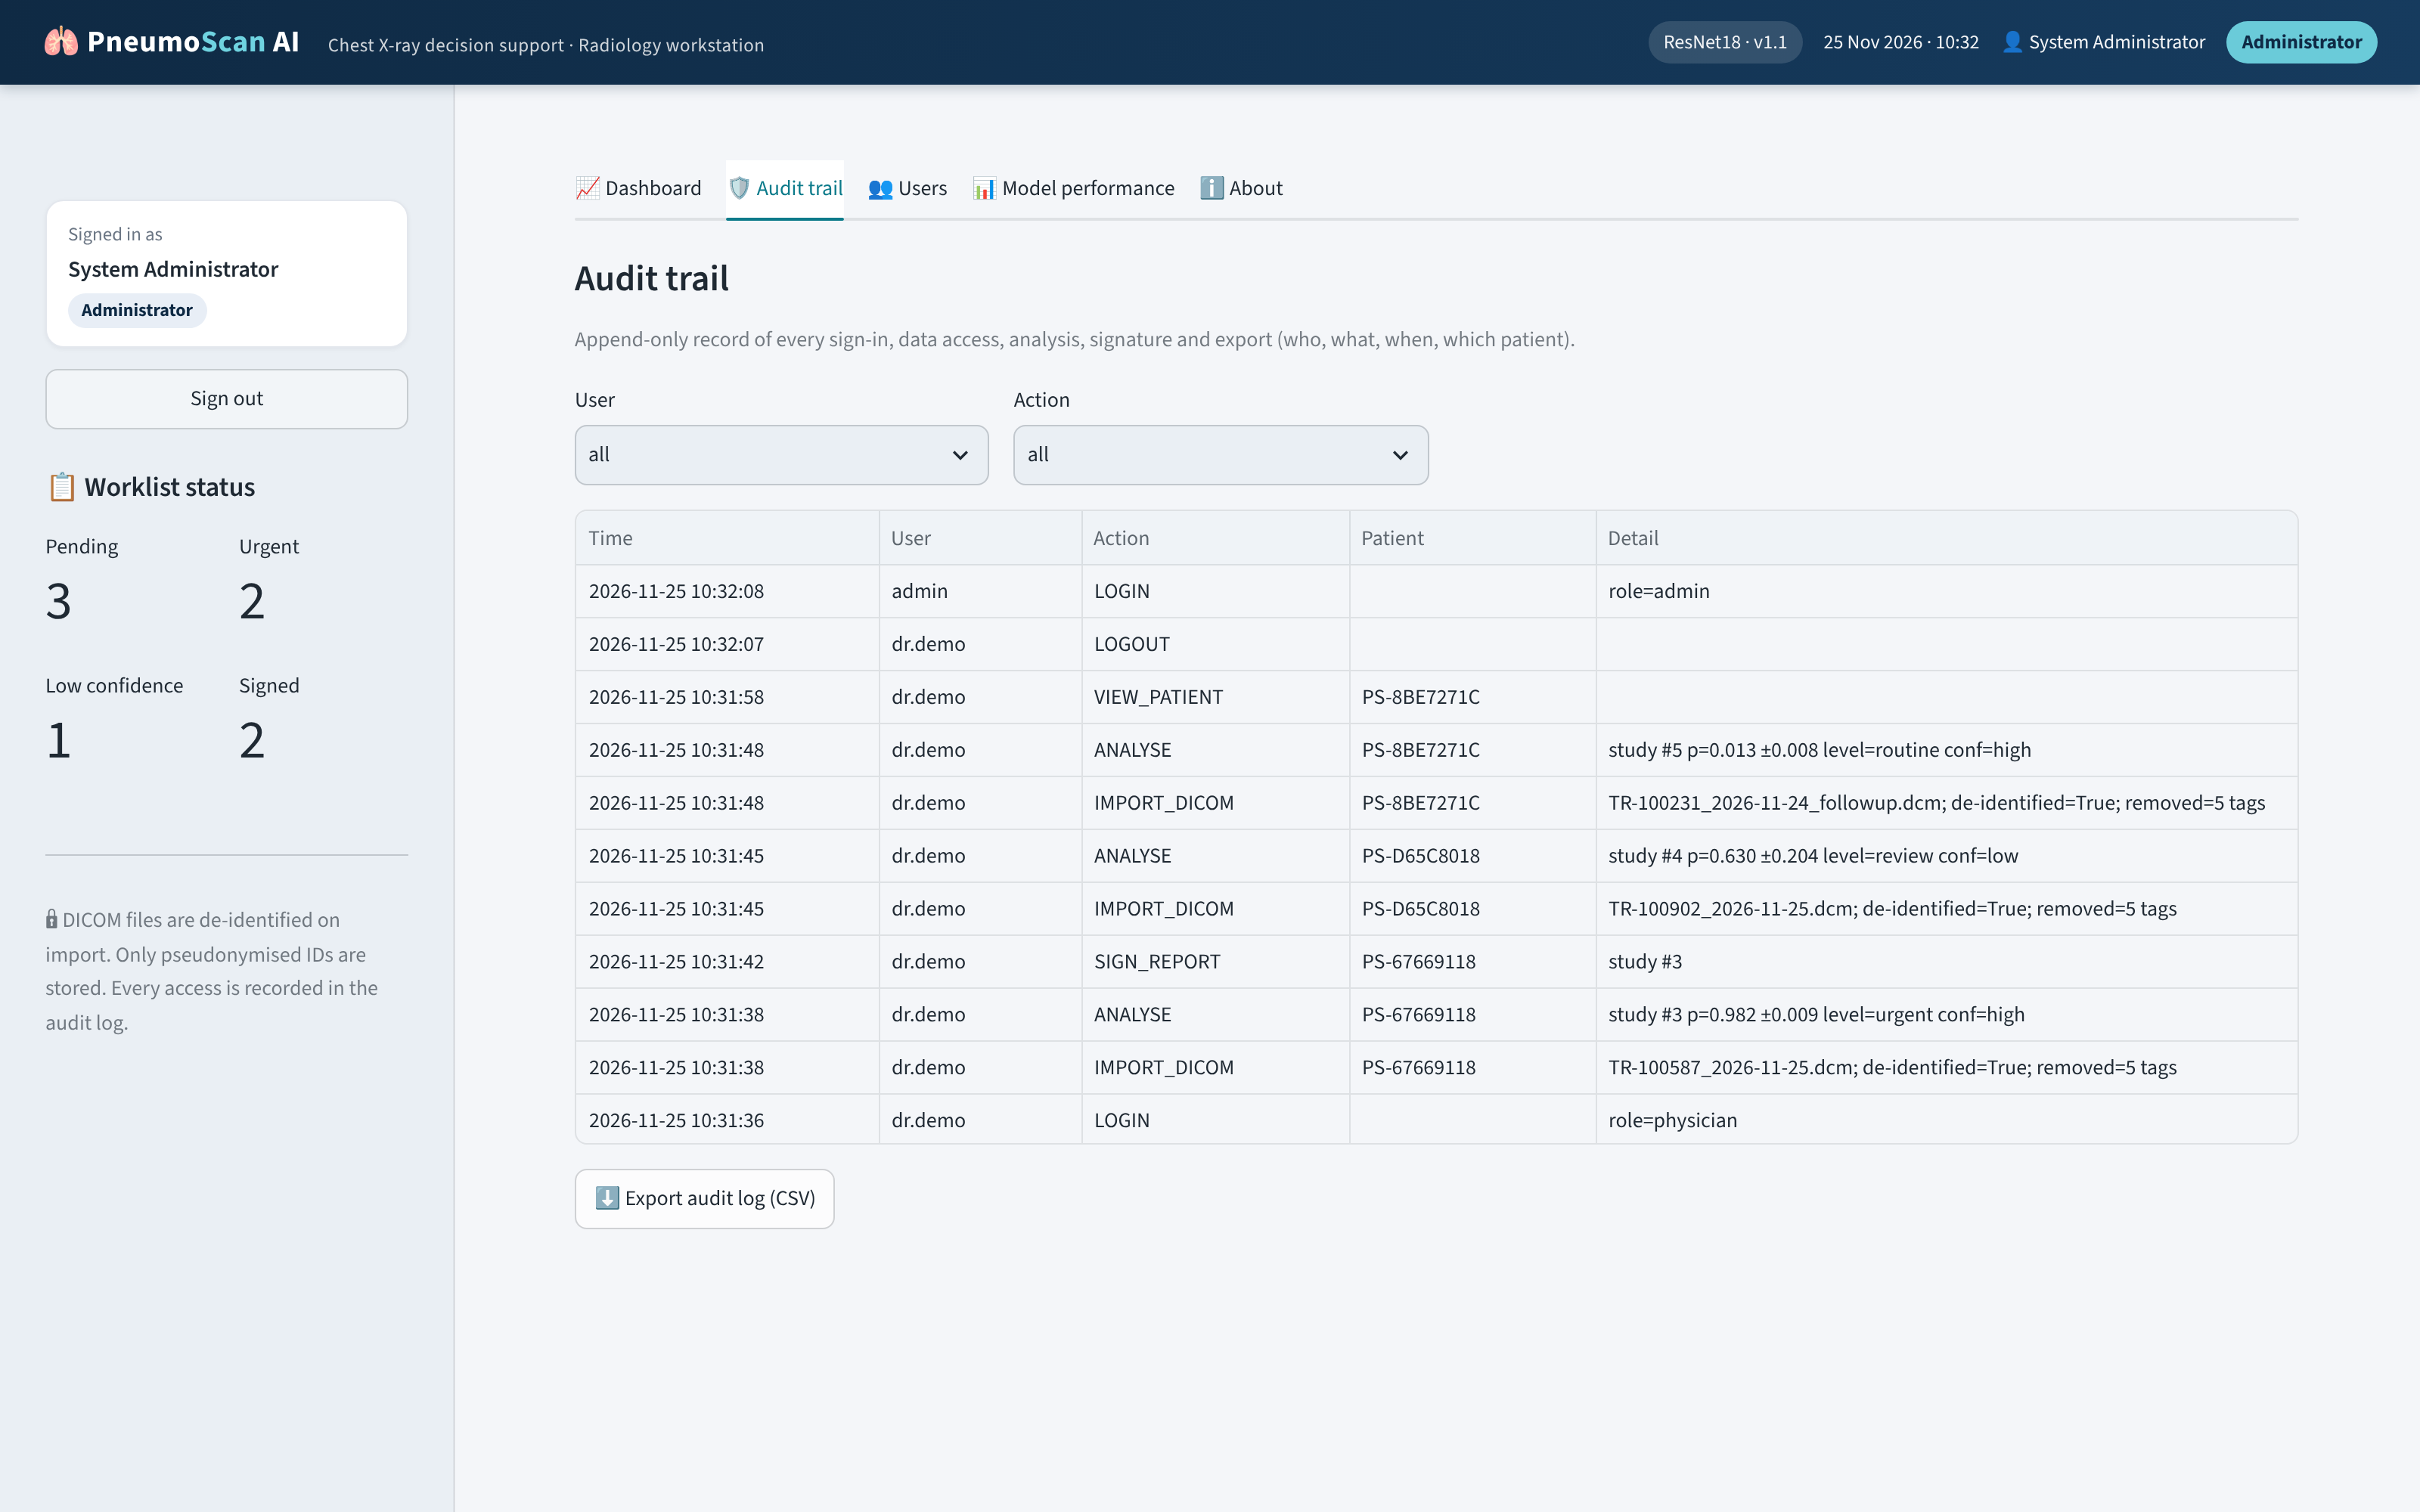 PneumoScan AI
Chest X-ray decision support · Radiology workstation
ResNet18 · v1.1
25 Nov 2026 · 10:32
System Administrator
Administrator
Signed in as
System Administrator
Administrator
Sign out
Worklist status
Pending Urgent
3 2
Low confidence Signed
1 2
DICOM files are de-identified on
import. Only pseudonymised IDs are
stored. Every access is recorded in the
audit log.
Dashboard Audit trail Users Model performance About
Audit trail
Append-only record of every sign-in, data access, analysis, signature and export (who, what, when, which patient).
User Action
all all
Time User Action Patient Detail
2026-11-25 10:32:08 admin LOGIN role=admin
2026-11-25 10:32:07 dr.demo LOGOUT
2026-11-25 10:31:58 dr.demo VIEW_PATIENT PS-8BE7271C
2026-11-25 10:31:48 dr.demo ANALYSE PS-8BE7271C study #5 p=0.013 ±0.008 level=routine conf=high
2026-11-25 10:31:48 dr.demo IMPORT_DICOM PS-8BE7271C TR-100231_2026-11-24_followup.dcm; de-identified=True; removed=5 tags
2026-11-25 10:31:45 dr.demo ANALYSE PS-D65C8018 study #4 p=0.630 ±0.204 level=review conf=low
2026-11-25 10:31:45 dr.demo IMPORT_DICOM PS-D65C8018 TR-100902_2026-11-25.dcm; de-identified=True; removed=5 tags
2026-11-25 10:31:42 dr.demo SIGN_REPORT PS-67669118 study #3
2026-11-25 10:31:38 dr.demo ANALYSE PS-67669118 study #3 p=0.982 ±0.009 level=urgent conf=high
2026-11-25 10:31:38 dr.demo IMPORT_DICOM PS-67669118 TR-100587_2026-11-25.dcm; de-identified=True; removed=5 tags
2026-11-25 10:31:36 dr.demo LOGIN role=physician
Export audit log (CSV)